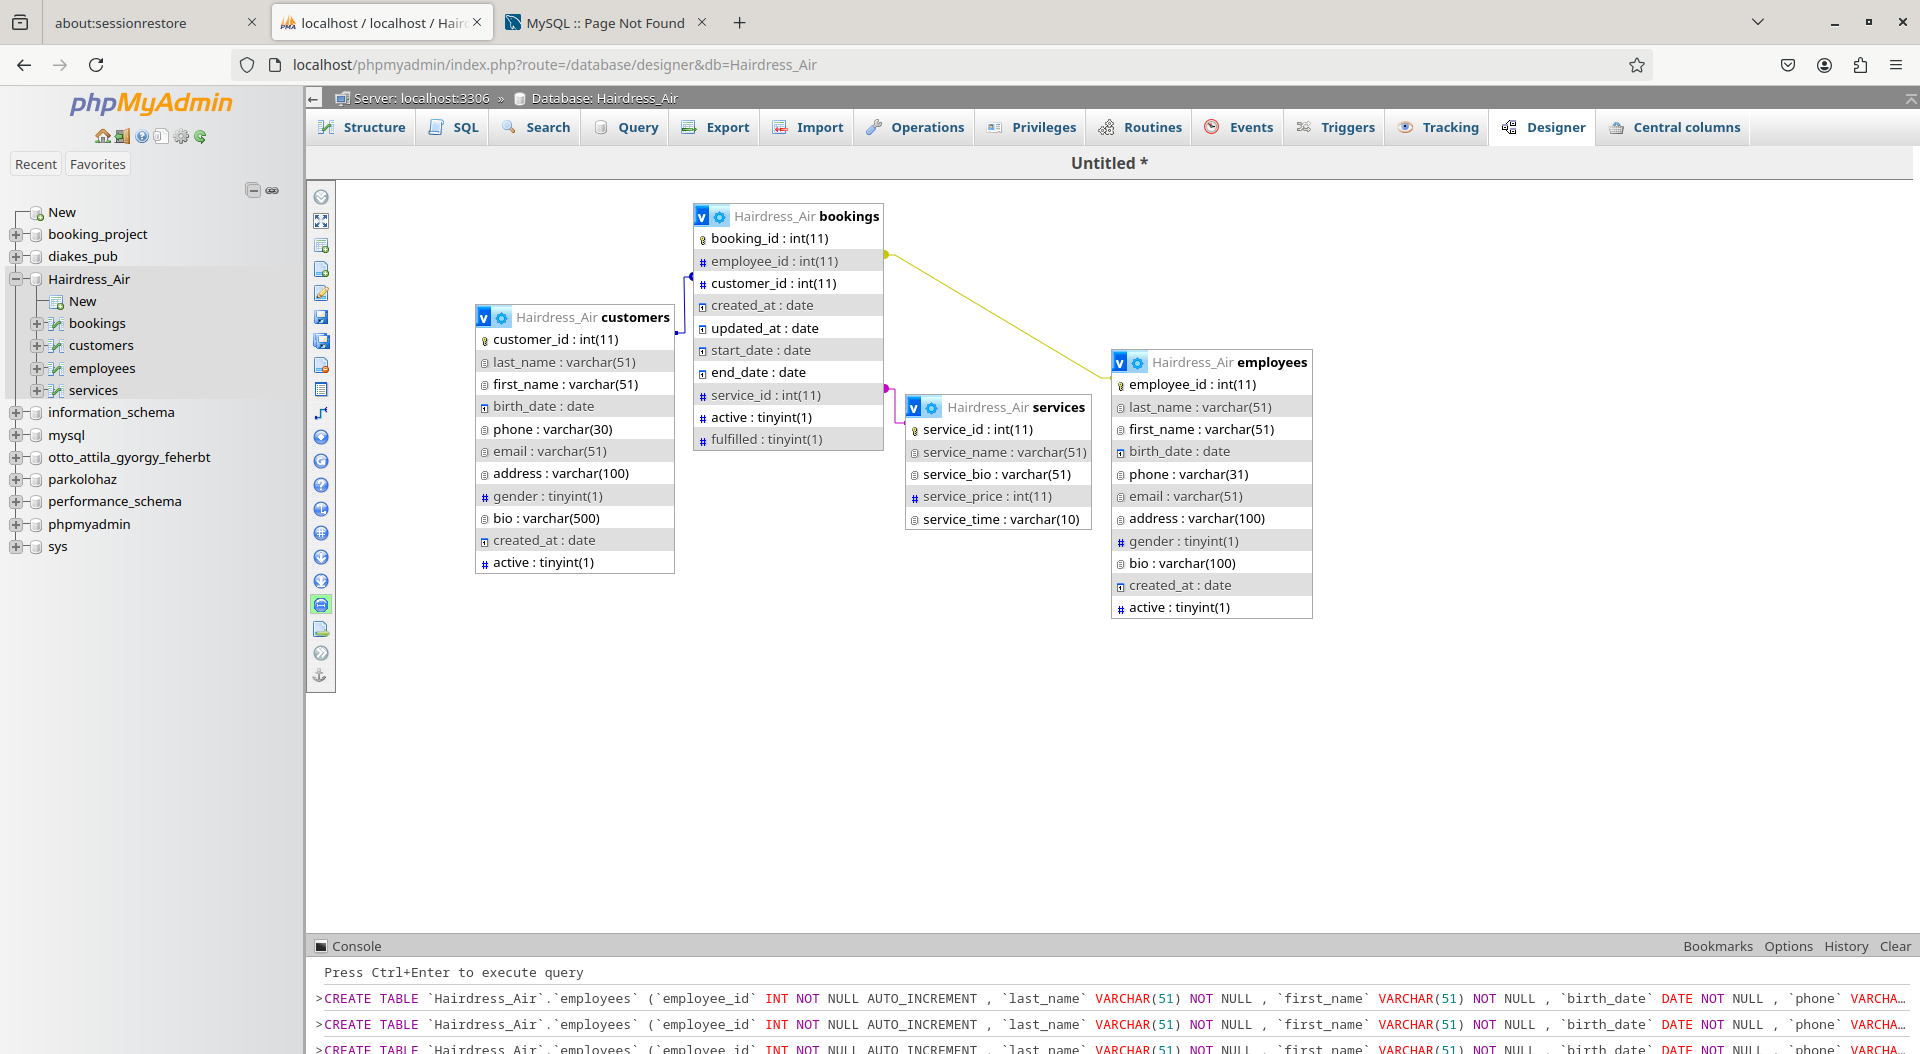 about:sessionrestore
localhost / localhost / Haird
MySQL :: Page Not Found
localhost/phpmyadmin/index.php?route=/database/designer&db=Hairdress_Air
phpMyAdmin
Recent
Favorites
New
booking_project
diakes_pub
Hairdress_Air
New
bookings
customers
employees
services
information_schema
mysql
otto_attila_gyorgy_feherbt
parkolohaz
performance_schema
phpmyadmin
sys
Server: localhost:3306 » Database: Hairdress_Air
Structure SQL Search Query Export Import Operations Privileges Routines Events Triggers Tracking Designer Central columns
Untitled *
Hairdress_Air customers
customer_id : int(11)
last_name : varchar(51)
first_name : varchar(51)
birth_date : date
phone : varchar(30)
email : varchar(51)
address : varchar(100)
gender : tinyint(1)
bio : varchar(500)
created_at : date
active : tinyint(1)
Hairdress_Air bookings
booking_id : int(11)
employee_id : int(11)
customer_id : int(11)
created_at : date
updated_at : date
start_date : date
end_date : date
service_id : int(11)
active : tinyint(1)
fulfilled : tinyint(1)
Hairdress_Air services
service_id : int(11)
service_name : varchar(51)
service_bio : varchar(51)
service_price : int(11)
service_time : varchar(10)
Hairdress_Air employees
employee_id : int(11)
last_name : varchar(51)
first_name : varchar(51)
birth_date : date
phone : varchar(31)
email : varchar(51)
address : varchar(100)
gender : tinyint(1)
bio : varchar(100)
created_at : date
active : tinyint(1)
Console
Bookmarks Options History Clear
Press Ctrl+Enter to execute query
>CREATE TABLE `Hairdress_Air`.`employees` (`employee_id` INT NOT NULL AUTO_INCREMENT , `last_name` VARCHAR(51) NOT NULL , `first_name` VARCHAR(51) NOT NULL , `birth_date` DATE NOT NULL , `phone` VARCHA…
>CREATE TABLE `Hairdress_Air`.`employees` (`employee_id` INT NOT NULL AUTO_INCREMENT , `last_name` VARCHAR(51) NOT NULL , `first_name` VARCHAR(51) NOT NULL , `birth_date` DATE NOT NULL , `phone` VARCHA…
>CREATE TABLE `Hairdress_Air`.`employees` (`employee_id` INT NOT NULL AUTO_INCREMENT , `last_name` VARCHAR(51) NOT NULL , `first_name` VARCHAR(51) NOT NULL , `birth_date` DATE NOT NULL , `phone` VARCHA…